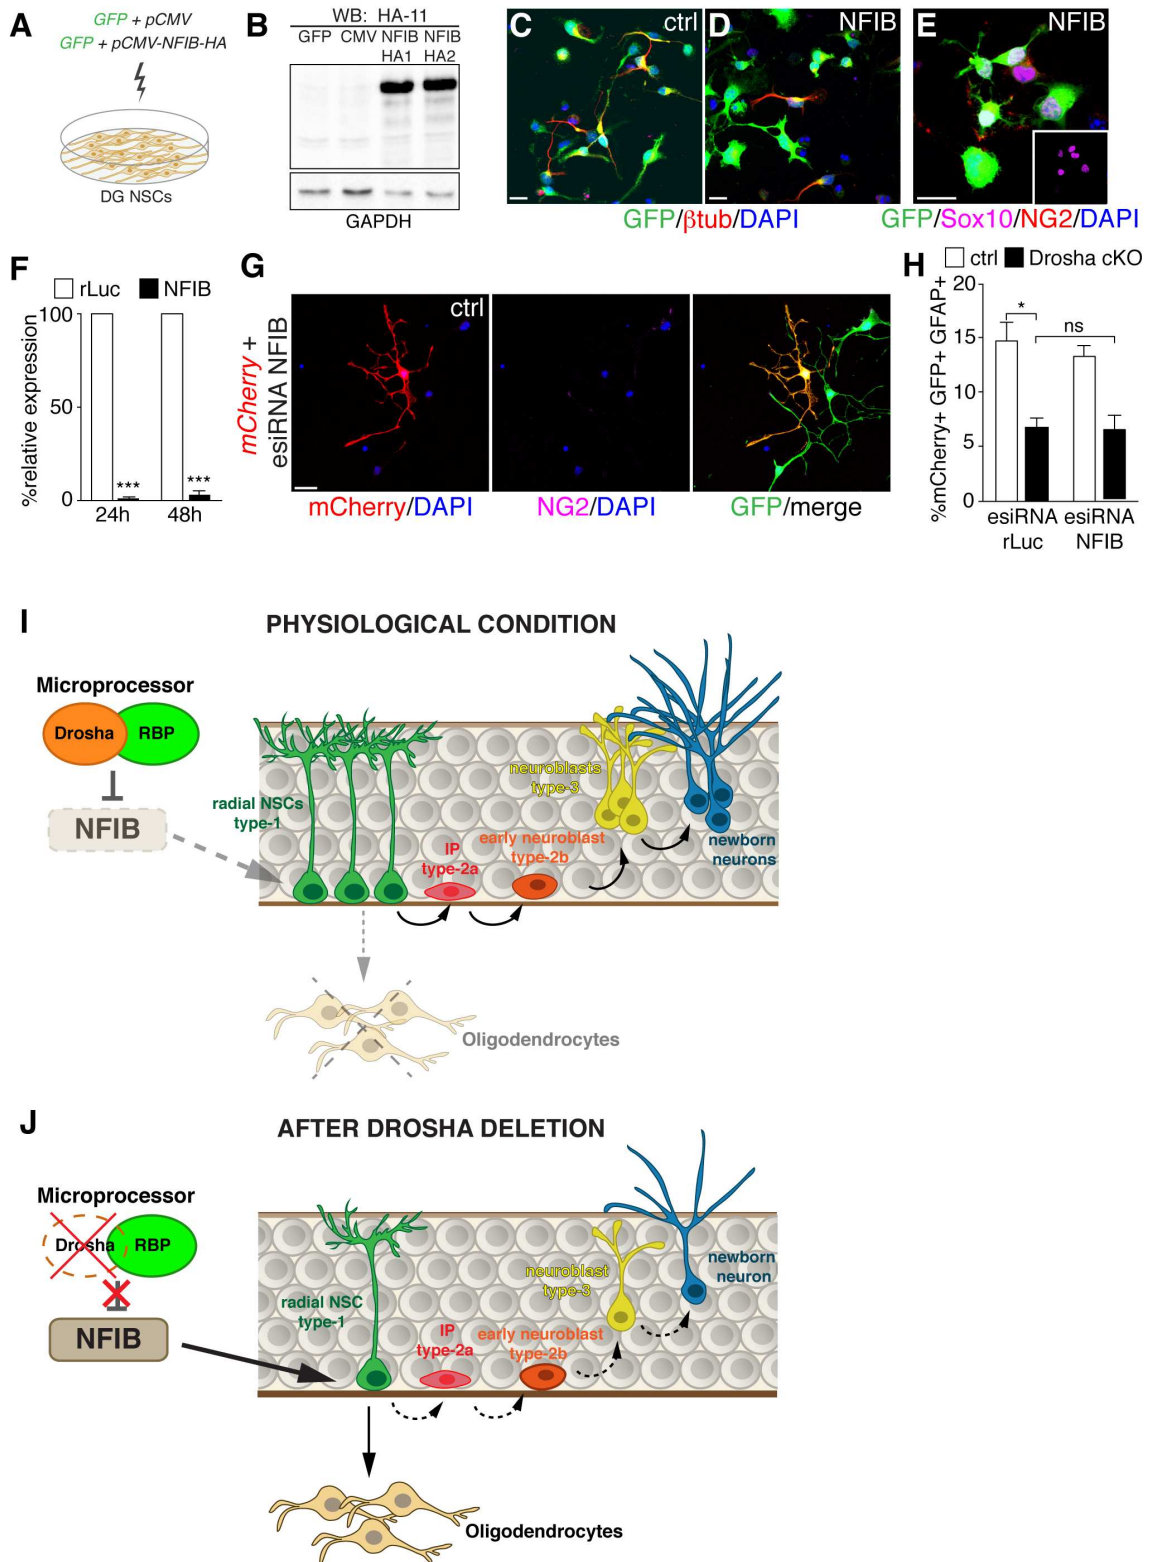 A
GFP + pCMV
GFP + pCMV-NFIB-HA
DG NSCs
B
WB: HA-11
GFP CMV NFIB NFIB
HA1 HA2
GAPDH
C
ctrl
D
NFIB
E
NFIB
GFP/βtub/DAPI
GFP/Sox10/NG2/DAPI
F
rLuc NFIB
%relative expression
100
50
0
***
***
24h 48h
G
mCherry +
esiRNA NFIB
ctrl
mCherry/DAPI
NG2/DAPI
GFP/merge
H
ctrl Drosha cKO
%mCherry+ GFP+ GFAP+
20
15
10
5
0
*
ns
esiRNA esiRNA
rLuc NFIB
I
PHYSIOLOGICAL CONDITION
Microprocessor
Drosha RBP
NFIB
radial NSCs
type-1
IP
type-2a
early neuroblast
type-2b
neuroblasts
type-3
newborn
neurons
Oligodendrocytes
J
AFTER DROSHA DELETION
Microprocessor
Drosha RBP
NFIB
radial NSC
type-1
IP
type-2a
early neuroblast
type-2b
neuroblast
type-3
newborn
neuron
Oligodendrocytes